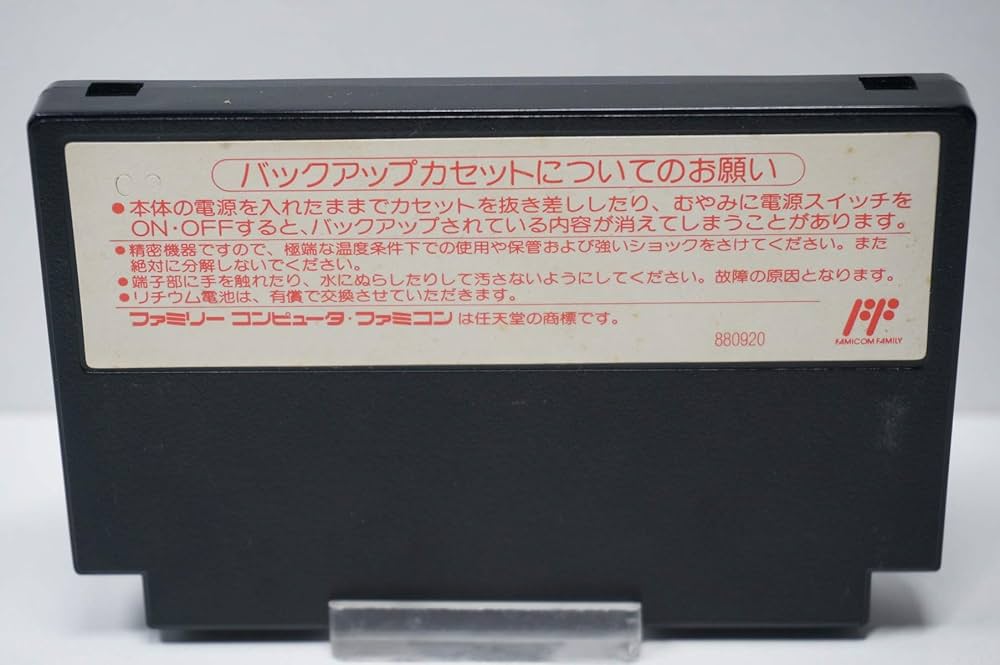 バックアップカセットについてのお願い
●本体の電源を入れたままでカセットを抜き差ししたり、むやみに電源スイッチを
ON・OFFすると、バックアップされている内容が消えてしまうことがあります。
●精密機器ですので、極端な温度条件下での使用や保管および強いショックをさけてください。また
絶対に分解しないでください。
●端子部に手を触れたり、水にぬらしたりして汚さないようにしてください。故障の原因となります。
●リチウム電池は、有償で交換させていただきます。
ファミリー コンピュータ・ファミコン は任天堂の商標です。
880920
FF
FAMICOM FAMILY